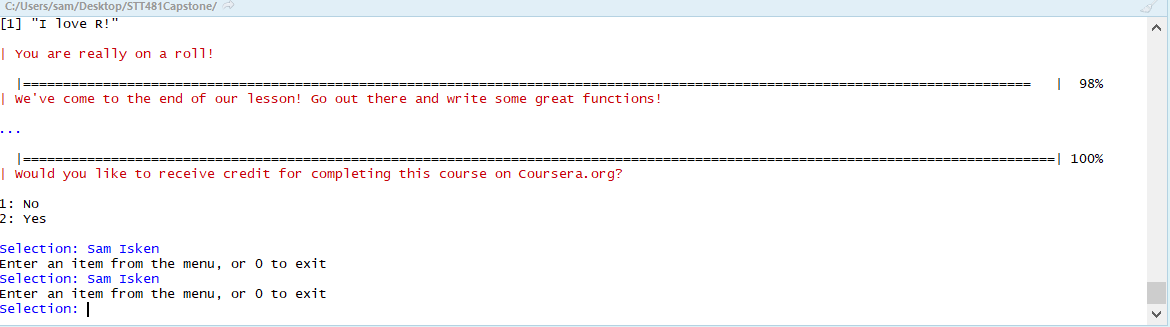 C:/Users/sam/Desktop/STT481Capstone/
[1] "I love R!"
| You are really on a roll!
|================================================================================================================================   |  98%
| We've come to the end of our lesson! Go out there and write some great functions!
...
|===================================================================================================================================| 100%
| Would you like to receive credit for completing this course on Coursera.org?
1: No
2: Yes
Selection: Sam Isken
Enter an item from the menu, or 0 to exit
Selection: Sam Isken
Enter an item from the menu, or 0 to exit
Selection: